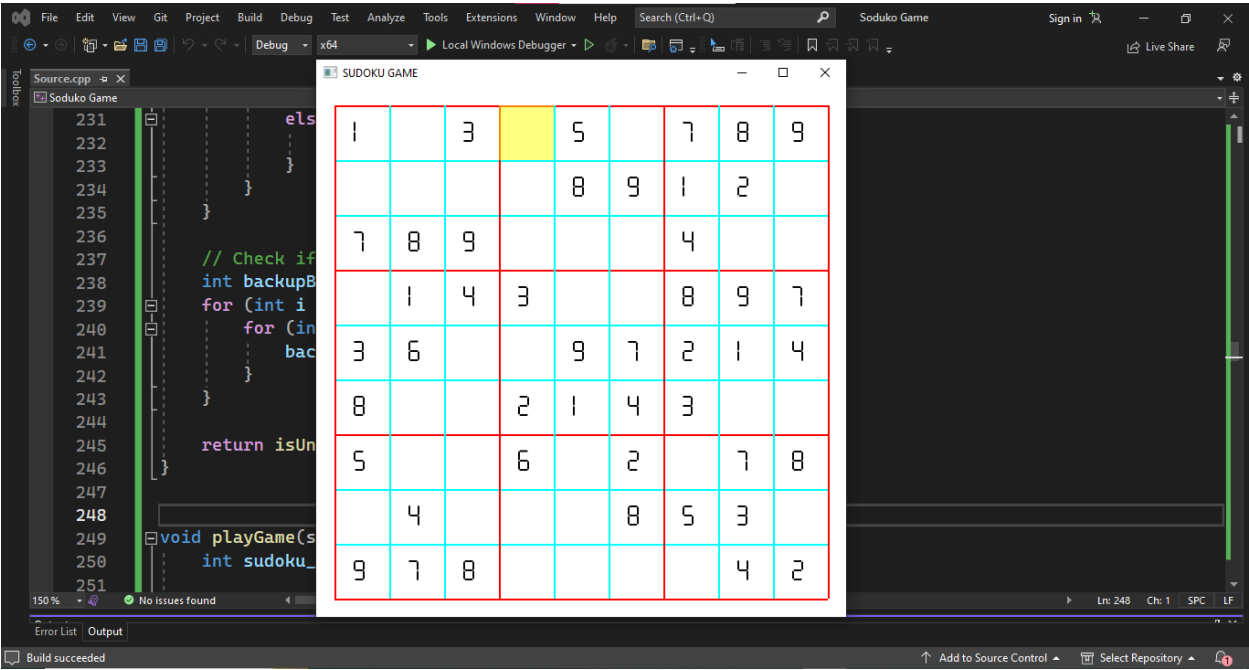 File Edit View Git Project Build Debug Test Analyze Tools Extensions Window Help Search (Ctrl+Q) Soduko Game Sign in
Debug x64 Local Windows Debugger Live Share
Toolbox
Source.cpp
Soduko Game
SUDOKU GAME
1 3 5 7 8 9
8 9 1 2
7 8 9 4
1 4 3 8 9 7
3 6 9 7 2 1 4
8 2 1 4 3
5 6 2 7 8
4 8 5 3
9 7 8 4 2
231 els
232
233 }
234 }
235 }
236
237 // Check if
238 int backupB
239 for (int i
240 for (in
241 bac
242 }
243 }
244
245 return isUn
246 }
247
248
249 void playGame(s
250 int sudoku_
251
150 % No issues found Ln: 248 Ch: 1 SPC LF
Error List Output
Build succeeded Add to Source Control Select Repository 1